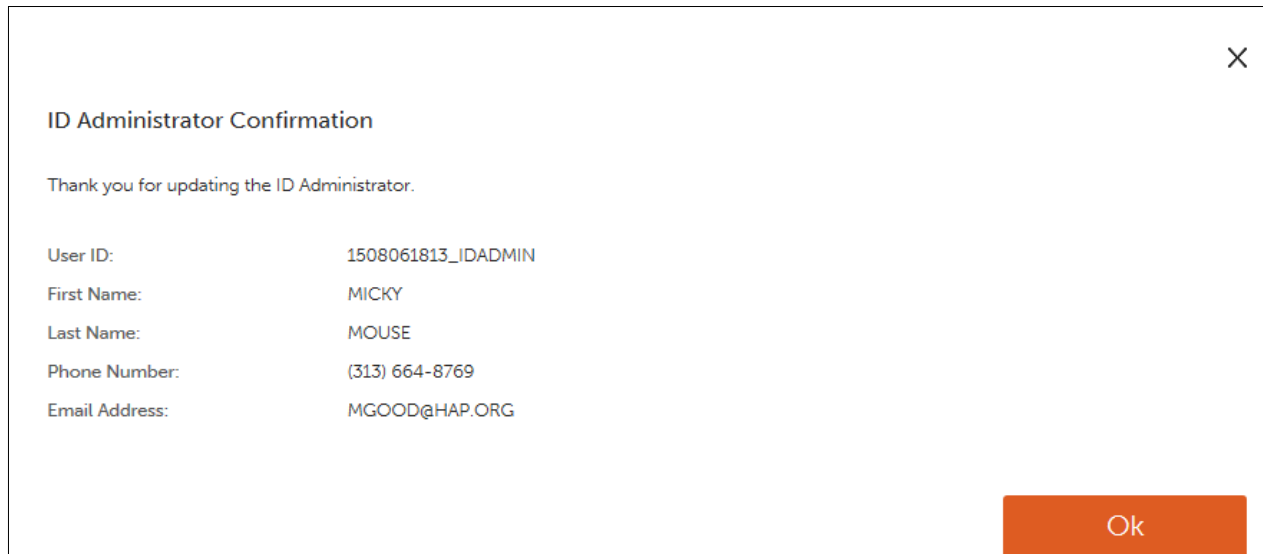 ID Administrator Confirmation
Thank you for updating the ID Administrator.
User ID: 1508061813_IDADMIN
First Name: MICKY
Last Name: MOUSE
Phone Number: (313) 664-8769
Email Address: MGOOD@HAP.ORG
Ok